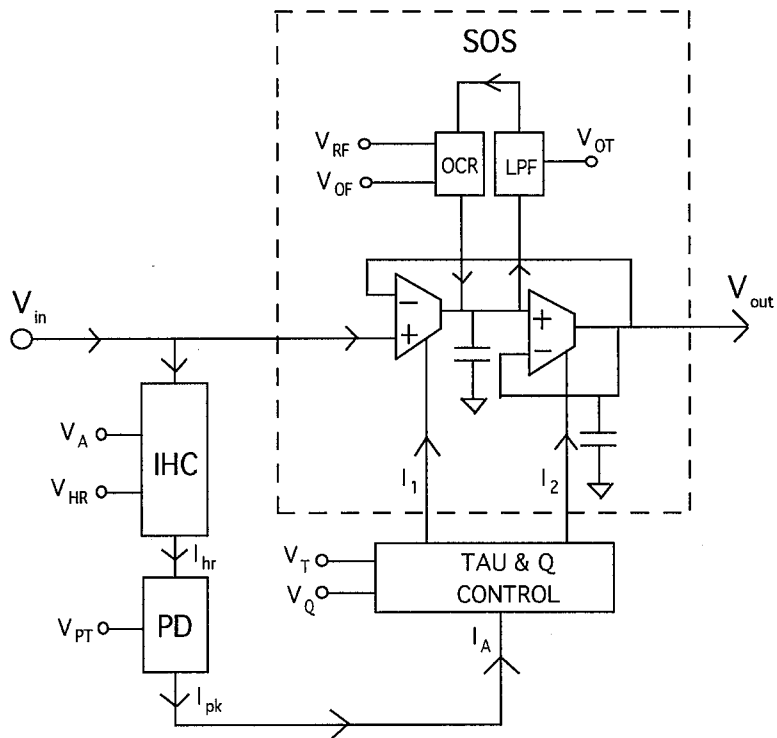 SOS
V_RF
V_OF
OCR
LPF
V_OT
V_in
V_out
−
+
+
−
V_A
V_HR
IHC
I_hr
I_1
I_2
V_T
V_Q
TAU & Q
CONTROL
V_PT
PD
I_A
I_pk